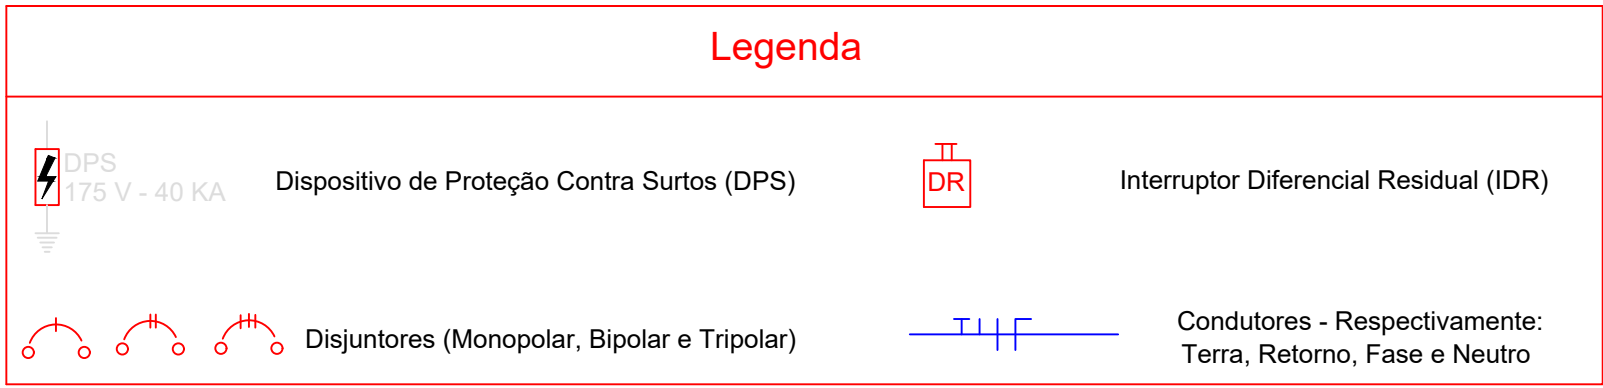 Legenda
DPS
175 V - 40 KA
Dispositivo de Proteção Contra Surtos (DPS)
DR
Interruptor Diferencial Residual (IDR)
Disjuntores (Monopolar, Bipolar e Tripolar)
Condutores - Respectivamente:
Terra, Retorno, Fase e Neutro